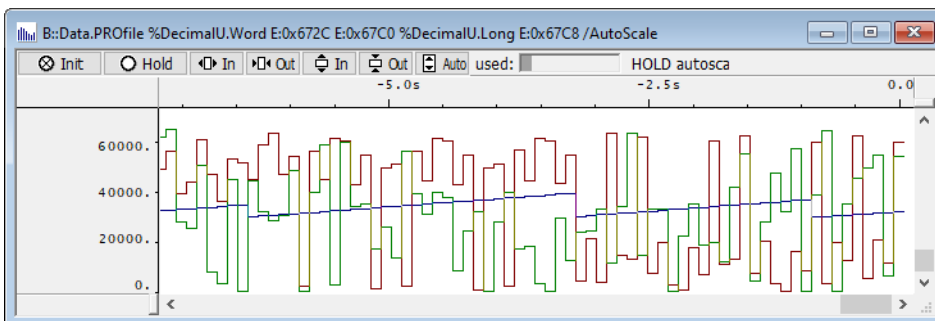 B::Data.PROfile %DecimalU.Word E:0x672C E:0x67C0 %DecimalU.Long E:0x67C8 /AutoScale
Init Hold In Out In Out Auto used: HOLD autosca
-5.0s -2.5s 0.0
60000.
40000.
20000.
0.